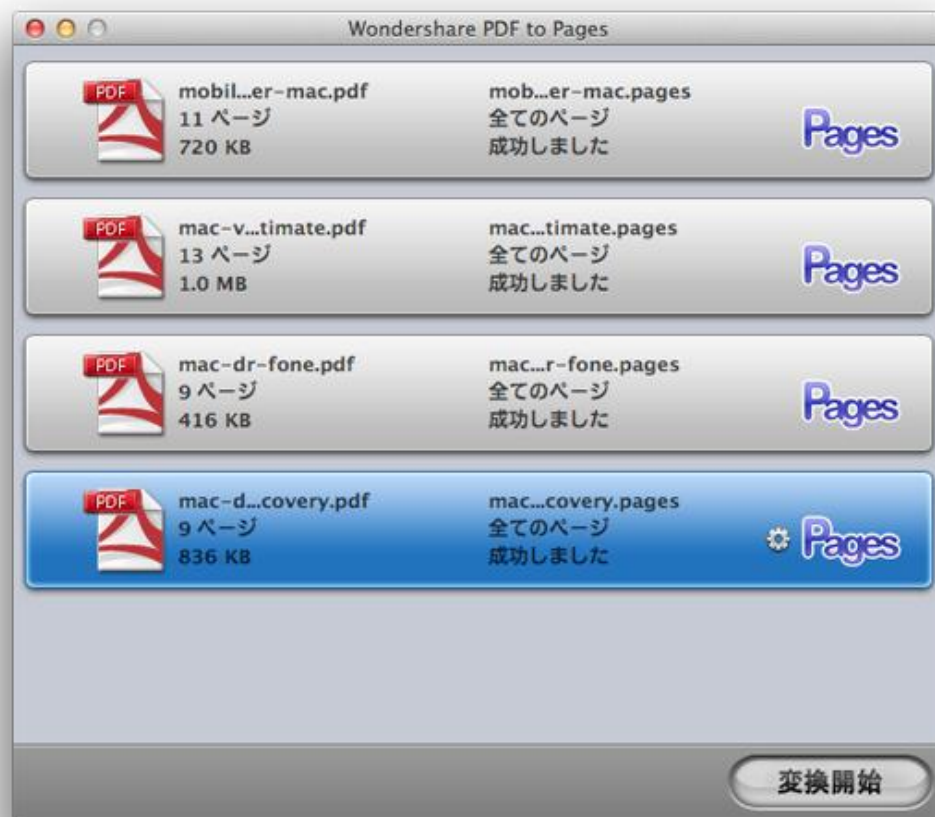 Wondershare PDF to Pages
PDF
mobil...er-mac.pdf
11 ページ
720 KB
mob...er-mac.pages
全てのページ
成功しました
Pages
PDF
mac-v...timate.pdf
13 ページ
1.0 MB
mac...timate.pages
全てのページ
成功しました
Pages
PDF
mac-dr-fone.pdf
9 ページ
416 KB
mac...r-fone.pages
全てのページ
成功しました
Pages
PDF
mac-d...covery.pdf
9 ページ
836 KB
mac...covery.pages
全てのページ
成功しました
Pages
変換開始